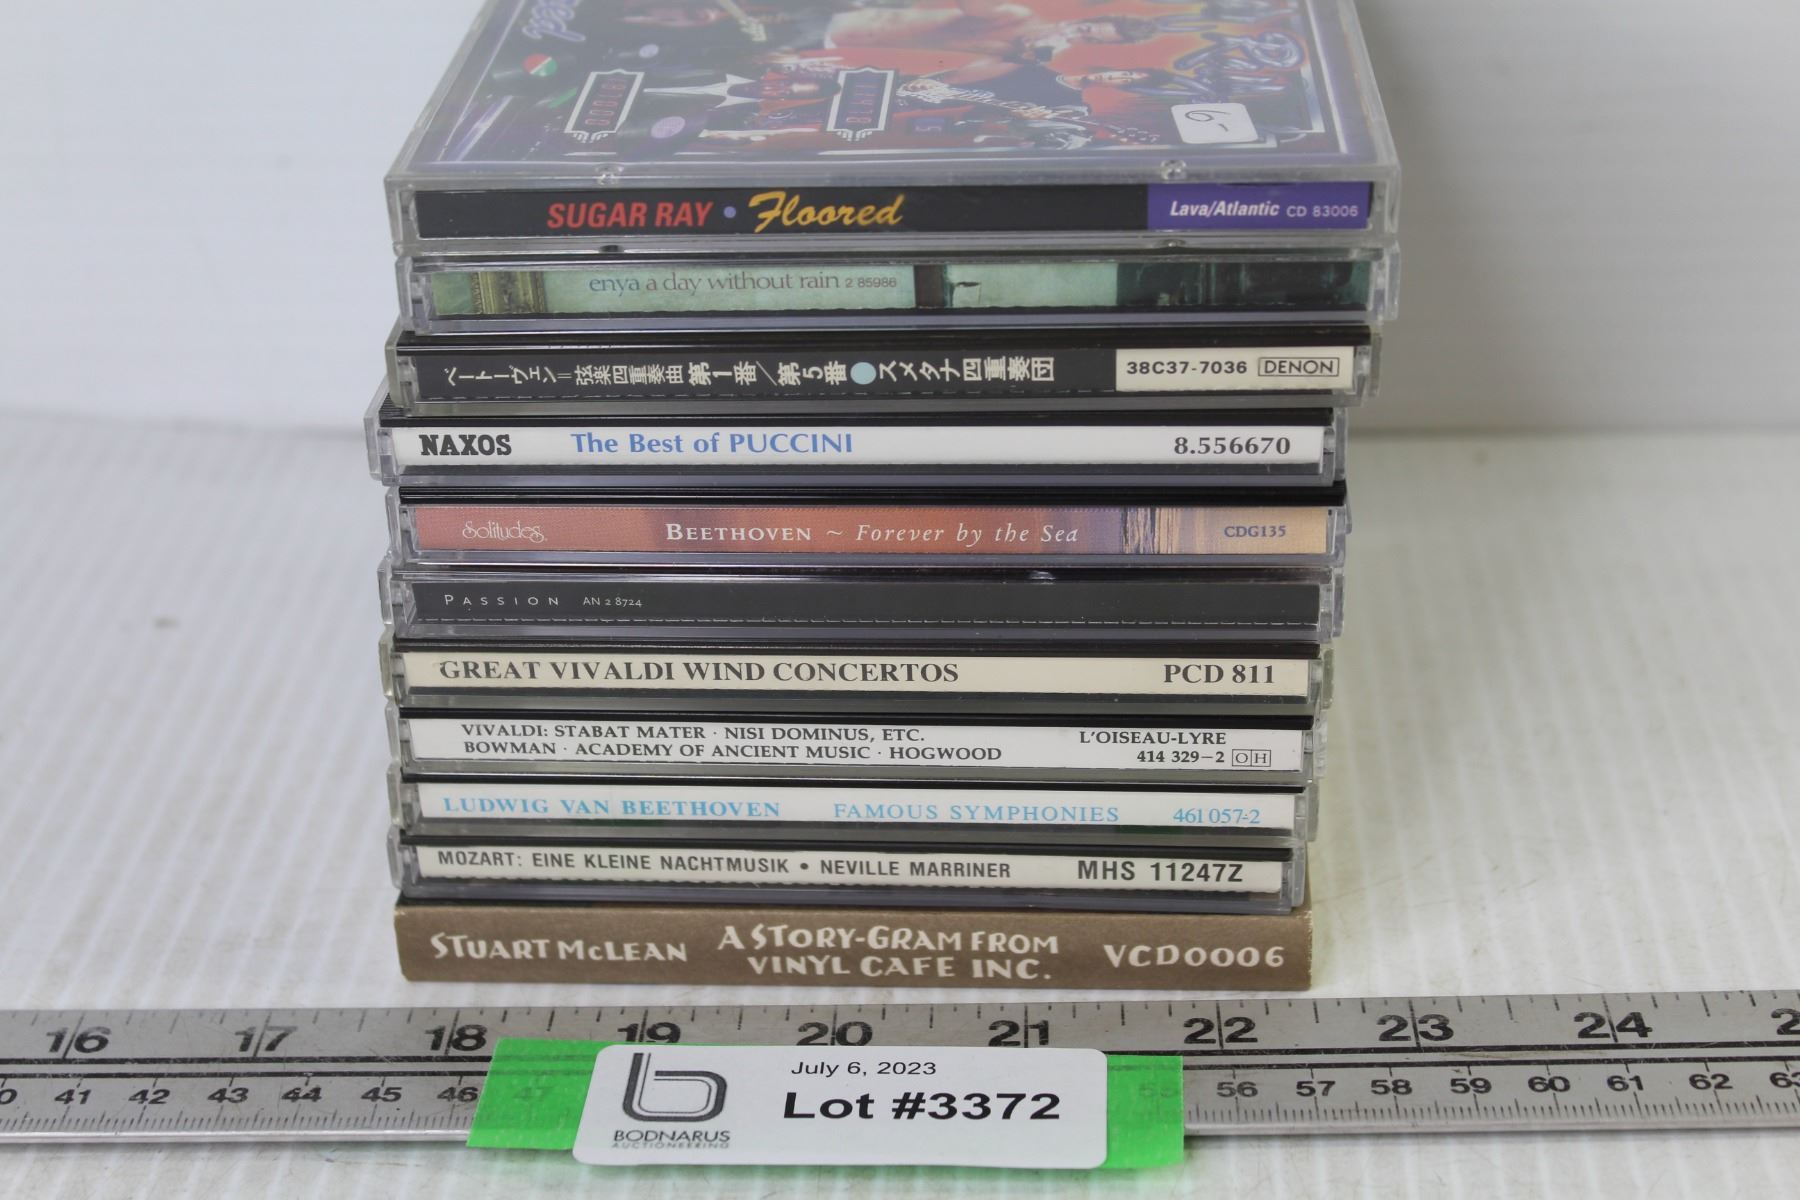 6-
SUGAR RAY • Floored Lava/Atlantic CD 83006
enya a day without rain 2 85986
ベートーヴェン=弦楽四重奏曲 第1番/第5番●スメタナ四重奏団 38C37-7036 DENON
NAXOS The Best of PUCCINI 8.556670
Solitudes BEETHOVEN ~ Forever by the Sea CDG135
PASSION AN 2 8724
GREAT VIVALDI WIND CONCERTOS PCD 811
VIVALDI: STABAT MATER · NISI DOMINUS, ETC. L'OISEAU-LYRE
BOWMAN · ACADEMY OF ANCIENT MUSIC · HOGWOOD 414 329-2 OH
LUDWIG VAN BEETHOVEN FAMOUS SYMPHONIES 461 057-2
MOZART: EINE KLEINE NACHTMUSIK • NEVILLE MARRINER MHS 11247Z
STUART McLEAN A STORY-GRAM FROM VCD0006
VINYL CAFE INC.
16 17 18 19 20 21 22 23 24
41 42 43 44 45 46 47 55 56 57 58 59 60 61 62
July 6, 2023
Lot #3372
BODNARUS
AUCTIONEERING